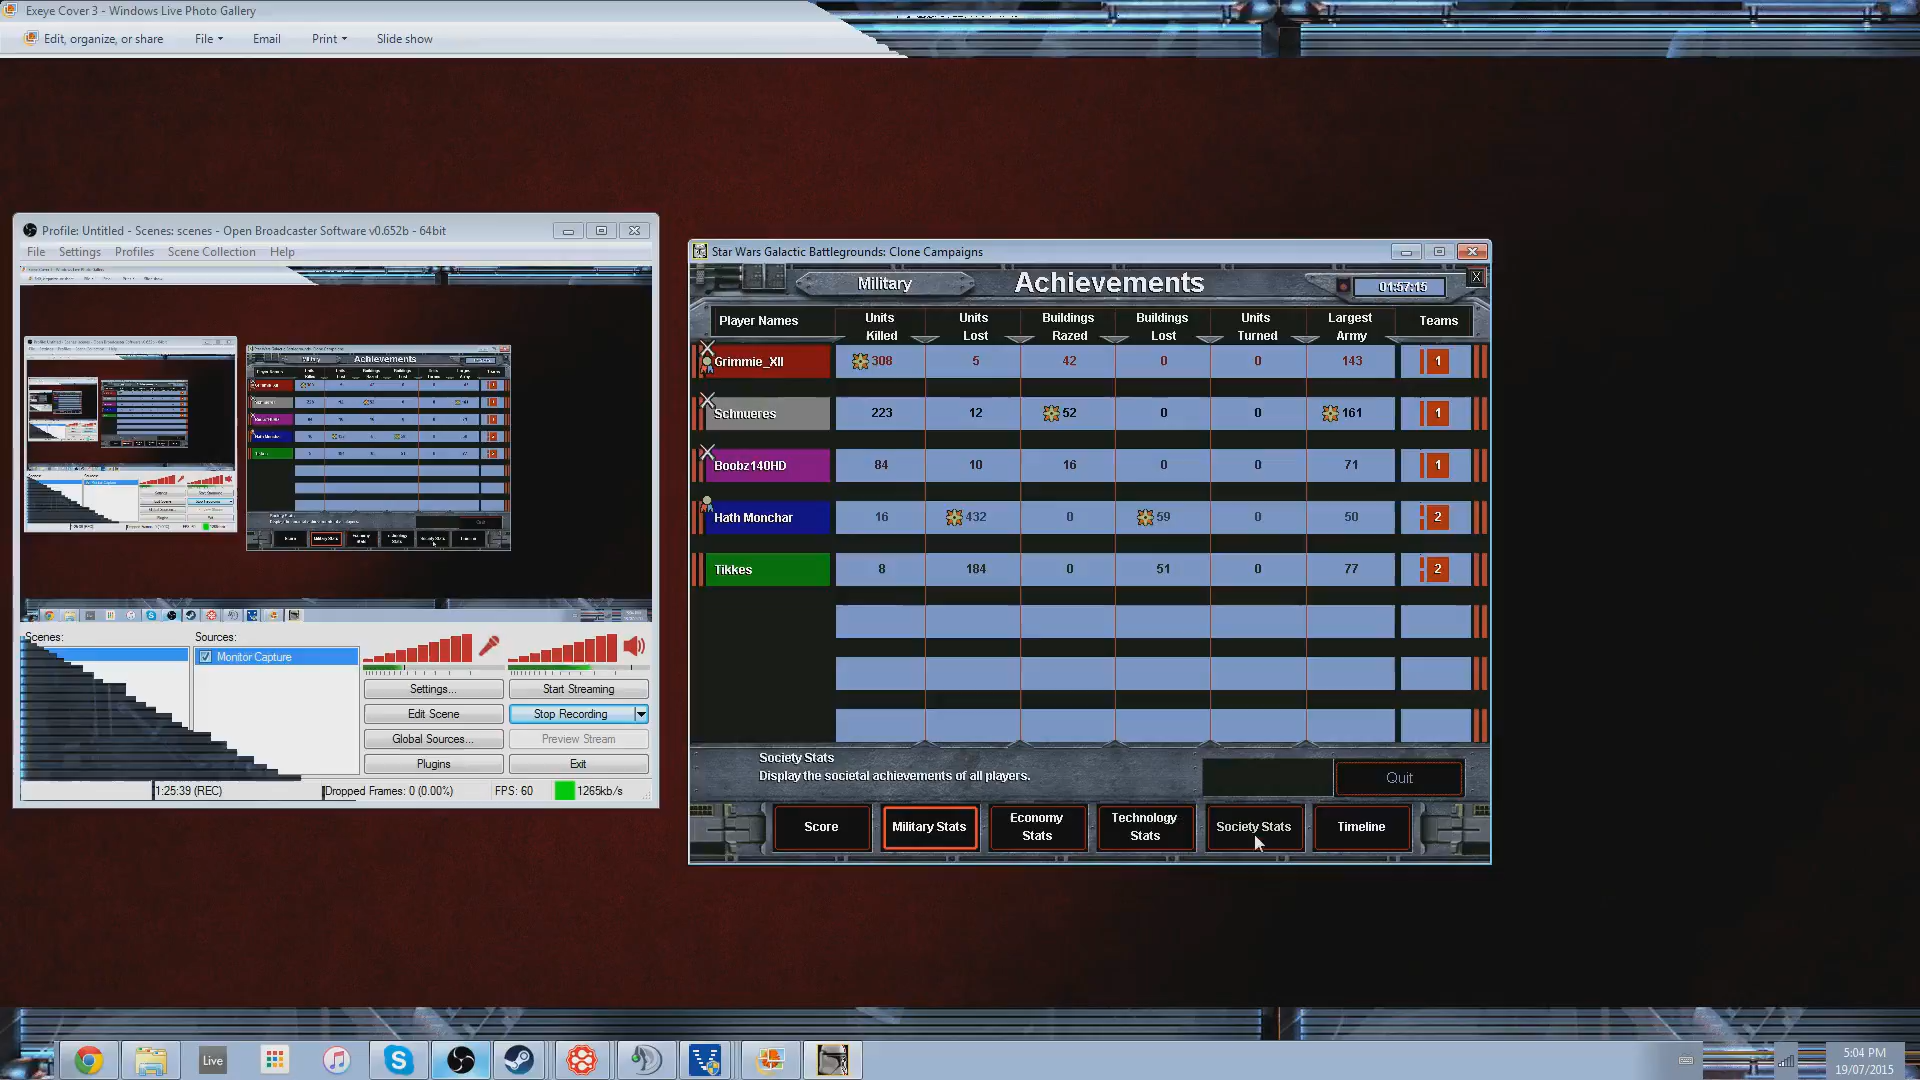 Exeye Cover 3 - Windows Live Photo Gallery
Edit, organize, or share File Email Print Slide show
Profile: Untitled - Scenes: scenes - Open Broadcaster Software v0.652b - 64bit
File Settings Profiles Scene Collection Help
Scenes: Sources:
Monitor Capture
Settings... Start Streaming
Edit Scene Stop Recording
Global Sources... Preview Stream
Plugins Exit
1:25:39 (REC) Dropped Frames: 0 (0.00%) FPS: 60 1265kb/s
Star Wars Galactic Battlegrounds: Clone Campaigns
Military Achievements 01:57:15 X
Player Names Units Killed Units Lost Buildings Razed Buildings Lost Units Turned Largest Army Teams
Grimmie_XII 308 5 42 0 0 143 1
Schnueres 223 12 52 0 0 161 1
Boobz140HD 84 10 16 0 0 71 1
Hath Monchar 16 432 0 59 0 50 2
Tikkes 8 184 0 51 0 77 2
Society Stats
Display the societal achievements of all players.
Quit
Score Military Stats Economy Stats Technology Stats Society Stats Timeline
Live
5:04 PM
19/07/2015